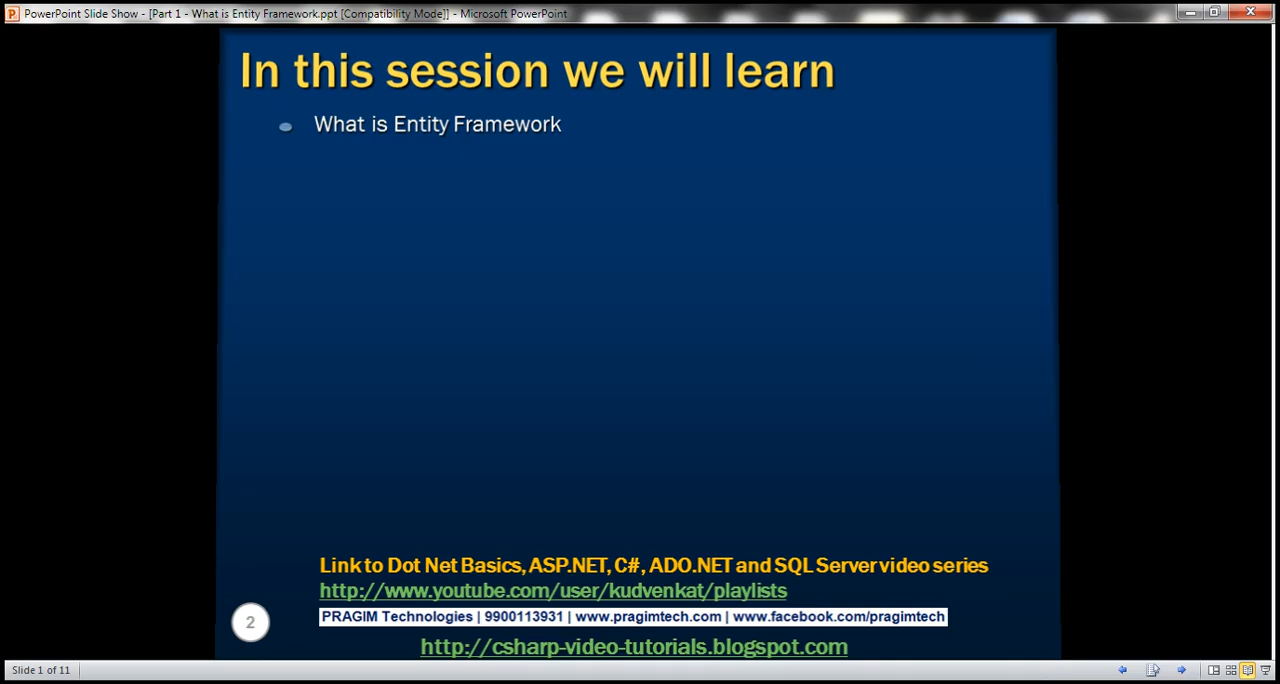 PowerPoint Slide Show - [Part 1 - What is Entity Framework.ppt [Compatibility Mode]] - Microsoft PowerPoint
In this session we will learn
What is Entity Framework
Link to Dot Net Basics, ASP.NET, C#, ADO.NET and SQL Server video series
http://www.youtube.com/user/kudvenkat/playlists
PRAGIM Technologies | 9900113931 | www.pragimtech.com | www.facebook.com/pragimtech
2
http://csharp-video-tutorials.blogspot.com
Slide 1 of 11